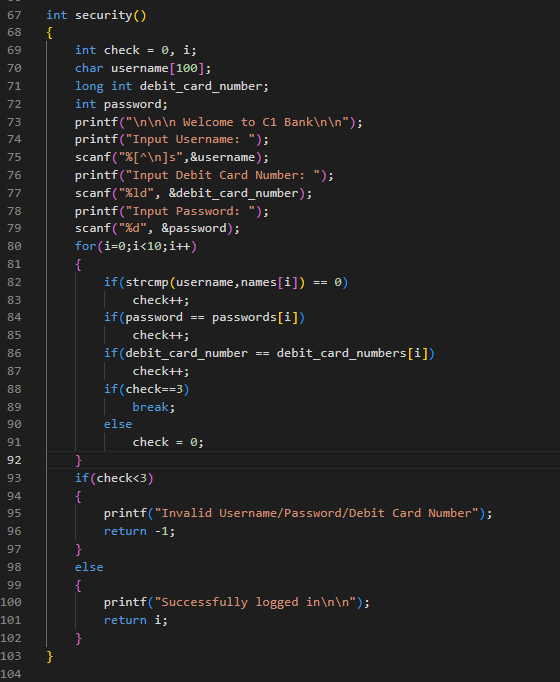 67 int security()
68 {
69     int check = 0, i;
70     char username[100];
71     long int debit_card_number;
72     int password;
73     printf("\n\n\n Welcome to C1 Bank\n\n");
74     printf("Input Username: ");
75     scanf("%[^\n]s",&username);
76     printf("Input Debit Card Number: ");
77     scanf("%ld", &debit_card_number);
78     printf("Input Password: ");
79     scanf("%d", &password);
80     for(i=0;i<10;i++)
81     {
82         if(strcmp(username,names[i]) == 0)
83             check++;
84         if(password == passwords[i])
85             check++;
86         if(debit_card_number == debit_card_numbers[i])
87             check++;
88         if(check==3)
89             break;
90         else
91             check = 0;
92     }
93     if(check<3)
94     {
95         printf("Invalid Username/Password/Debit Card Number");
96         return -1;
97     }
98     else
99     {
100         printf("Successfully logged in\n\n");
101         return i;
102     }
103 }
104